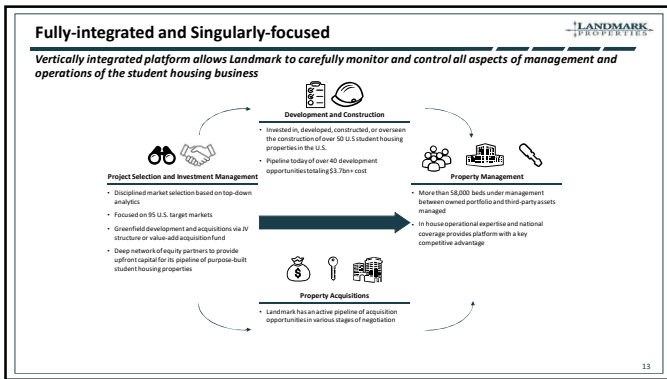 Fully-integrated and Singularly-focused
LANDMARK
PROPERTIES
Vertically integrated platform allows Landmark to carefully monitor and control all aspects of management and
operations of the student housing business
Development and Construction
• Invested in, developed, constructed, or overseen
the construction of over 50 U.S student housing
properties in the U.S.
• Pipeline today of over 40 development
opportunities totaling $3.7bn+ cost
Project Selection and Investment Management
• Disciplined market selection based on top-down
analytics
• Focused on 95 U.S. target markets
• Greenfield development and acquisitions via JV
structure or value-add acquisition fund
• Deep network of equity partners to provide
upfront capital for its pipeline of purpose-built
student housing properties
Property Management
• More than 58,000 beds under management
between owned portfolio and third-party assets
managed
• In house operational expertise and national
coverage provides platform with a key
competitive advantage
$
Property Acquisitions
• Landmark has an active pipeline of acquisition
opportunities in various stages of negotiation
13